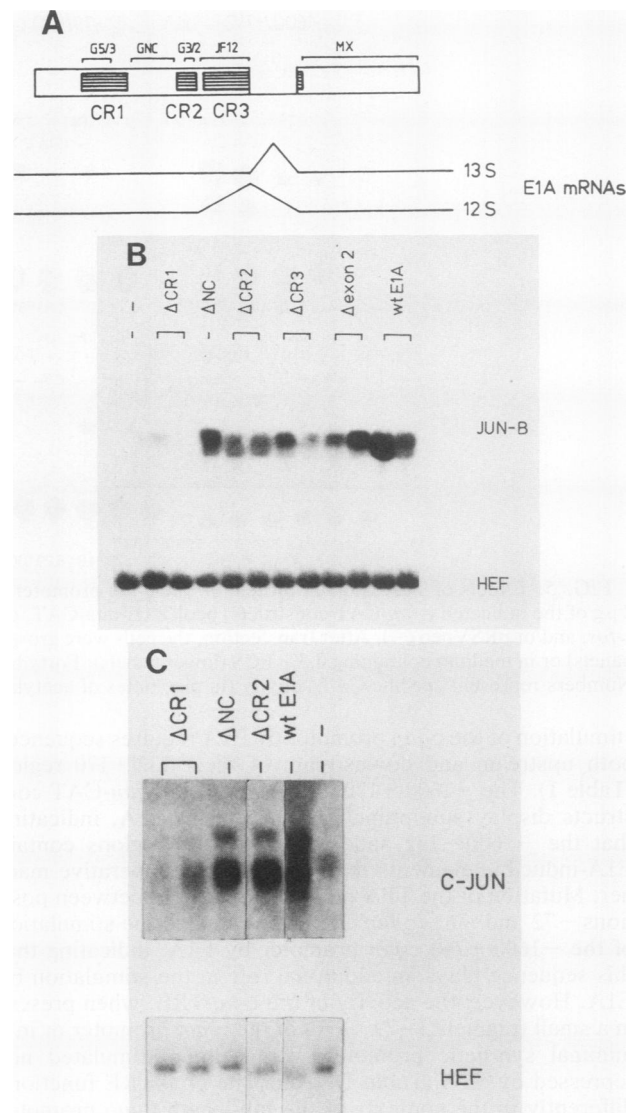 A
G5/3 GNC G3/2 JF12 MX
CR1 CR2 CR3
13 S
E1A mRNAs
12 S
B
- ΔCR1 ΔNC ΔCR2 ΔCR3 Δexon 2 wt E1A
JUN-B
HEF
C
ΔCR1 ΔNC ΔCR2 wt E1A -
C-JUN
HEF